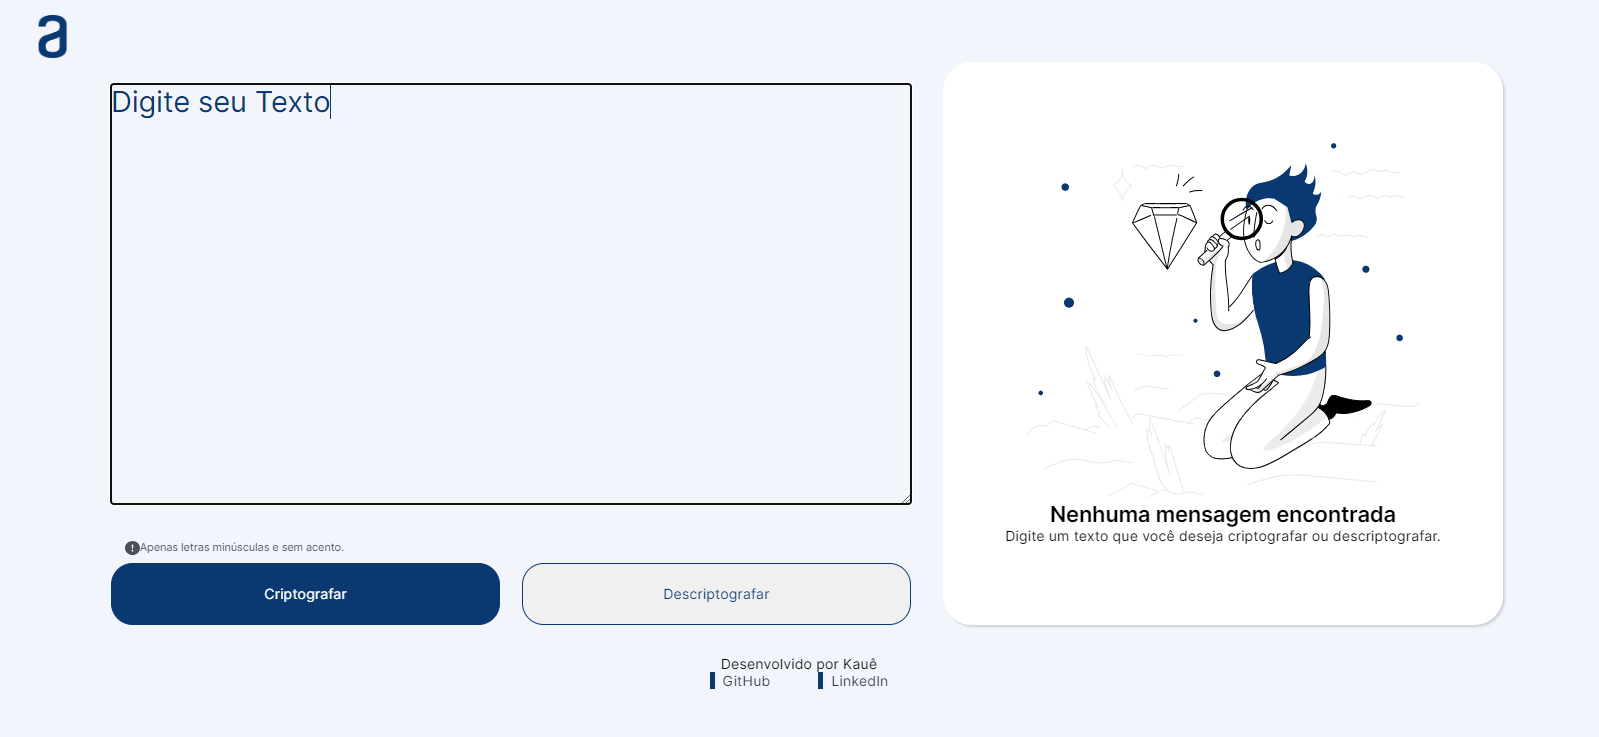 a
Digite seu Texto
Apenas letras minúsculas e sem acento.
Criptografar
Descriptografar
Nenhuma mensagem encontrada
Digite um texto que você deseja criptografar ou descriptografar.
Desenvolvido por Kauê
GitHub
LinkedIn